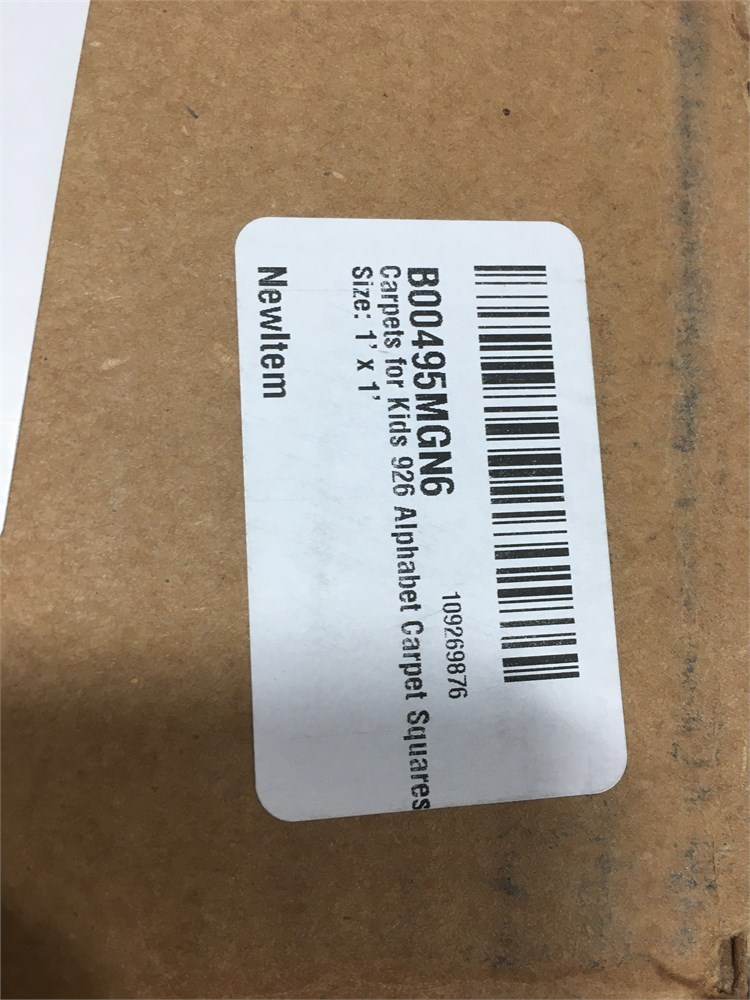 B00495MGN6
109269876
Carpets for Kids 926 Alphabet Carpet Squares
Size: 1' x 1'
NewItem